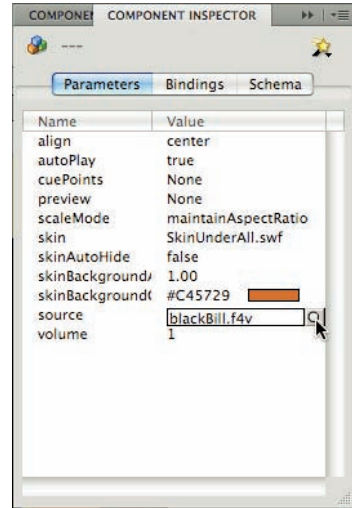 COMPONEN COMPONENT INSPECTOR
---
Parameters Bindings Schema
Name Value
align center
autoPlay true
cuePoints None
preview None
scaleMode maintainAspectRatio
skin SkinUnderAll.swf
skinAutoHide false
skinBackgroundA 1.00
skinBackgroundC #C45729
source blackBill.f4v
volume 1